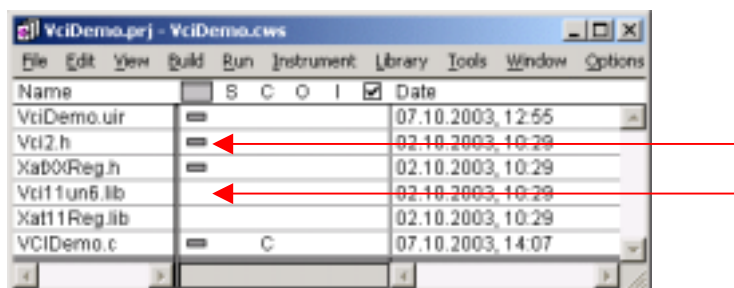 VciDemo.prj - VciDemo.cws
File Edit View Build Run Instrument Library Tools Window Options
Name S C O I Date
VciDemo.uir 07.10.2003, 12:55
Vci2.h 02.10.2003, 10:29
XatXXReg.h 02.10.2003, 10:29
Vci11un6.lib 02.10.2003, 10:29
Xat11Reg.lib 02.10.2003, 10:29
VCIDemo.c C 07.10.2003, 14:07